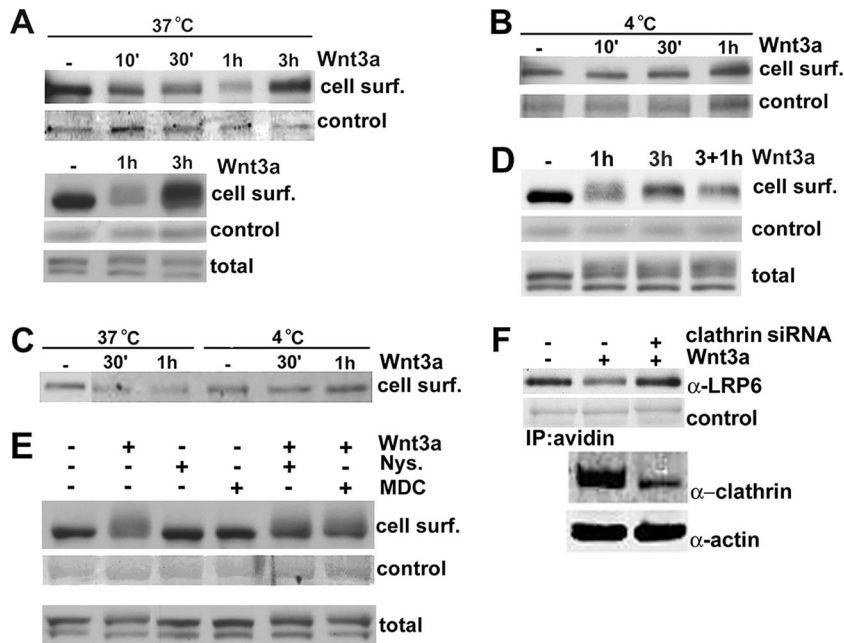 A
37 °C
- 10' 30' 1h 3h Wnt3a
cell surf.
control
- 1h 3h Wnt3a
cell surf.
control
total
B
4 °C
- 10' 30' 1h Wnt3a
cell surf.
control
D
- 1h 3h 3+1h Wnt3a
cell surf.
control
total
C
37 °C 4 °C
- 30' 1h - 30' 1h Wnt3a
cell surf.
E
- + - - + + Wnt3a
- - + - + - Nys.
- - - + - + MDC
cell surf.
control
total
F
- - + clathrin siRNA
- + + Wnt3a
α-LRP6
control
IP:avidin
α-clathrin
α-actin